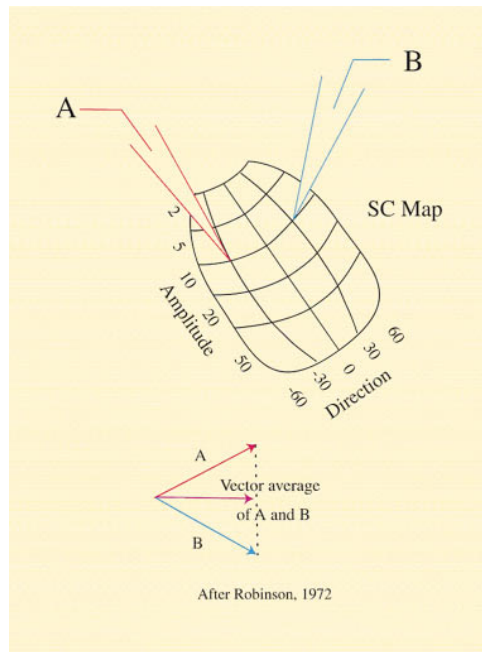 B
A
SC Map
2
5
10
20
50
Amplitude
-60
-30
0
30
60
Direction
A
Vector average
of A and B
B
After Robinson, 1972